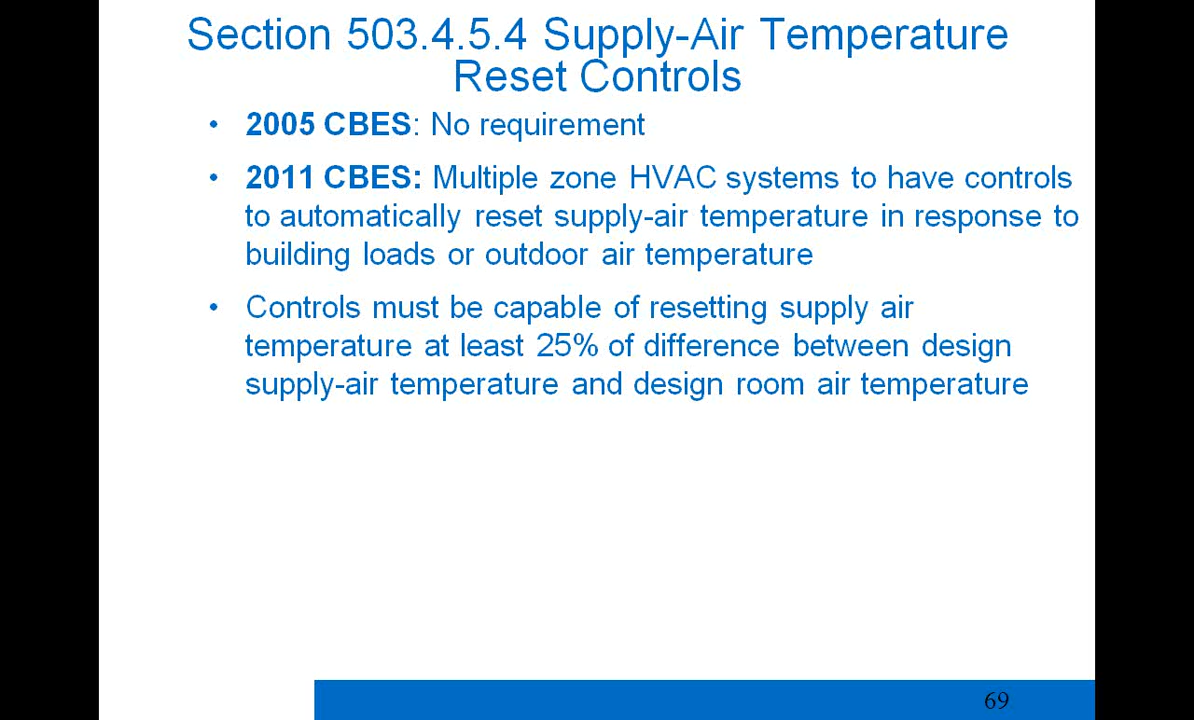 Section 503.4.5.4 Supply-Air Temperature
Reset Controls
• 2005 CBES: No requirement
• 2011 CBES: Multiple zone HVAC systems to have controls
to automatically reset supply-air temperature in response to
building loads or outdoor air temperature
• Controls must be capable of resetting supply air
temperature at least 25% of difference between design
supply-air temperature and design room air temperature
69